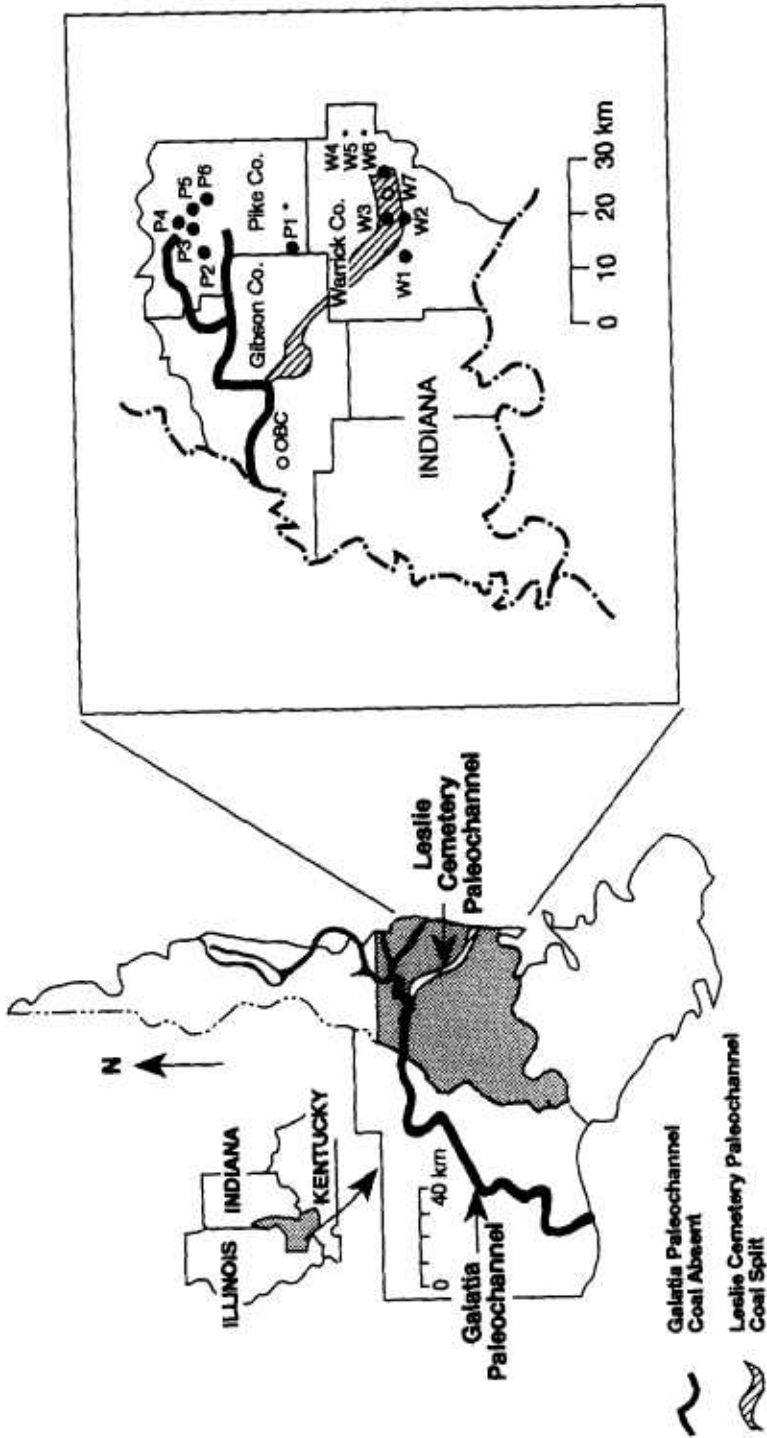 ILLINOIS
INDIANA
KENTUCKY
N
0
40 km
Galatia
Paleochannel
Leslie
Cemetery
Paleochannel
Galatia Paleochannel
Coal Absent
Leslie Cemetery Paleochannel
Coal Split
OBC
Gibson Co.
Pike Co.
Warrick Co.
INDIANA
P4
P3
P5
P2
P6
P1
W4
W5
W6
W3
W7
W2
W1
0 10 20 30 km